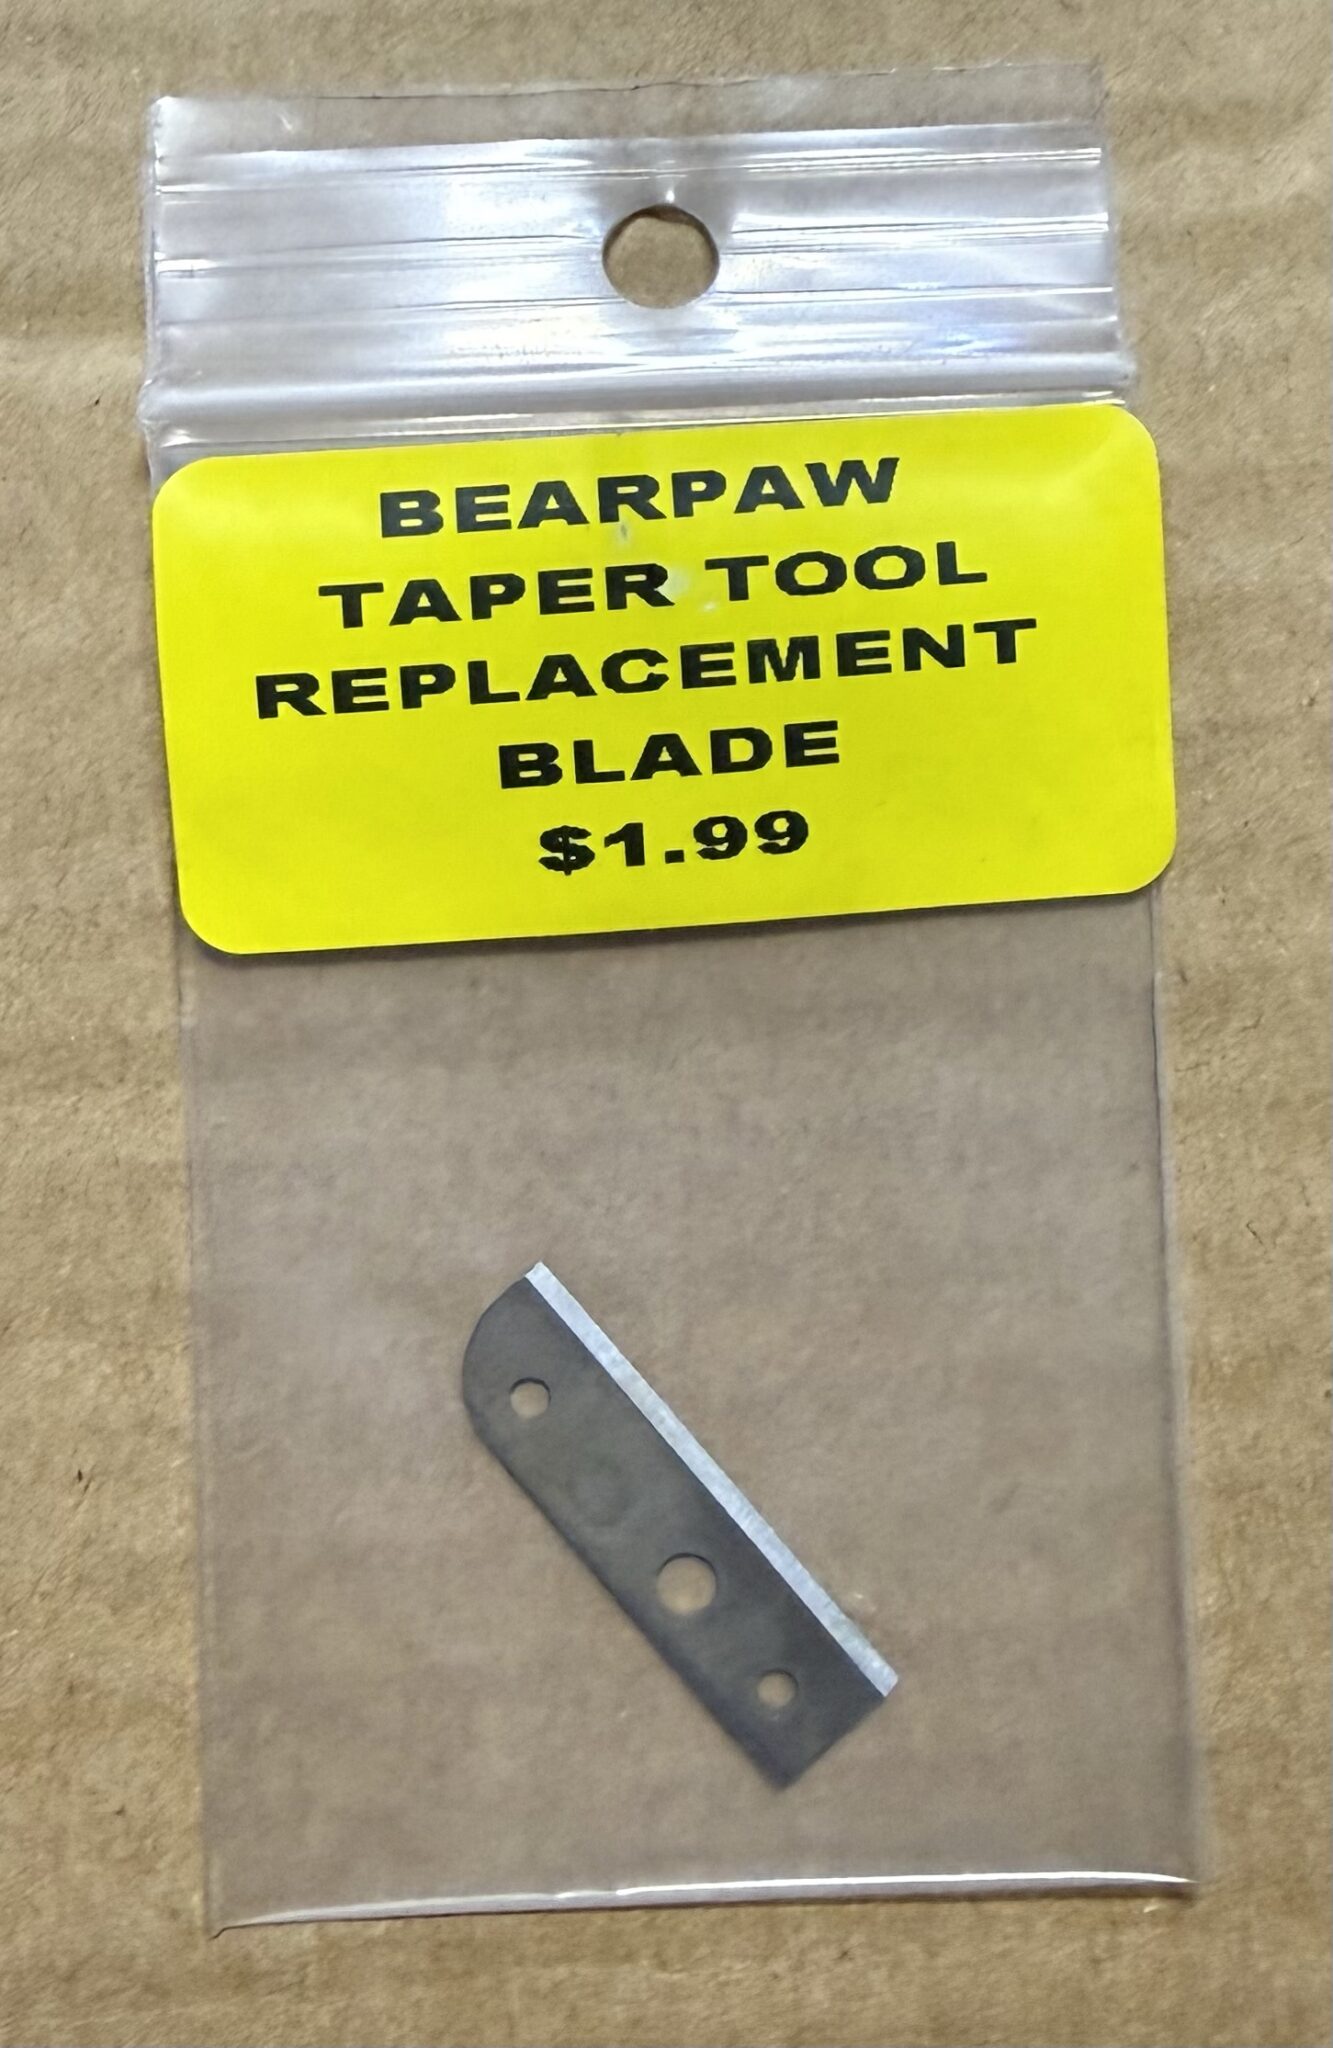 BEARPAW
TAPER TOOL
REPLACEMENT
BLADE
$1.99